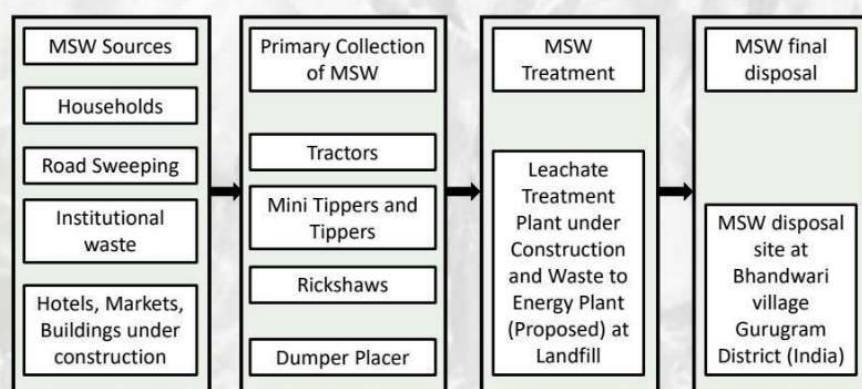 MSW Sources
Households
Road Sweeping
Institutional
waste
Hotels, Markets,
Buildings under
construction
Primary Collection
of MSW
Tractors
Mini Tippers and
Tippers
Rickshaws
Dumper Placer
MSW
Treatment
Leachate
Treatment
Plant under
Construction
and Waste to
Energy Plant
(Proposed) at
Landfill
MSW final
disposal
MSW disposal
site at
Bhandwari
village
Gurugram
District (India)